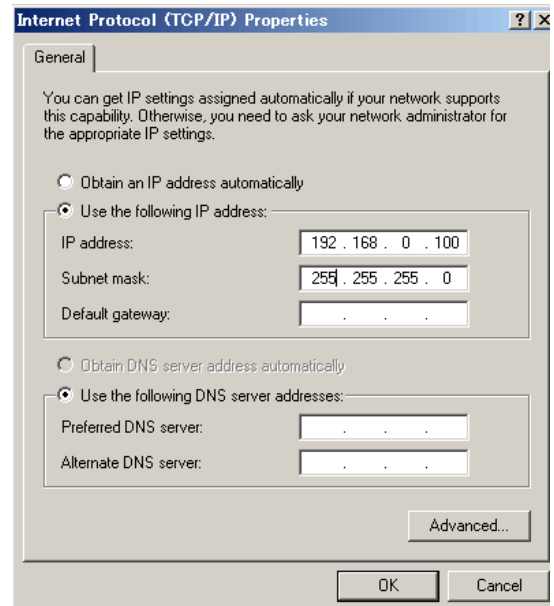 Internet Protocol (TCP/IP) Properties
General
You can get IP settings assigned automatically if your network supports
this capability. Otherwise, you need to ask your network administrator for
the appropriate IP settings.
Obtain an IP address automatically
Use the following IP address:
IP address: 192 . 168 . 0 . 100
Subnet mask: 255 . 255 . 255 . 0
Default gateway: . . .
Obtain DNS server address automatically
Use the following DNS server addresses:
Preferred DNS server: . . .
Alternate DNS server: . . .
Advanced...
OK Cancel